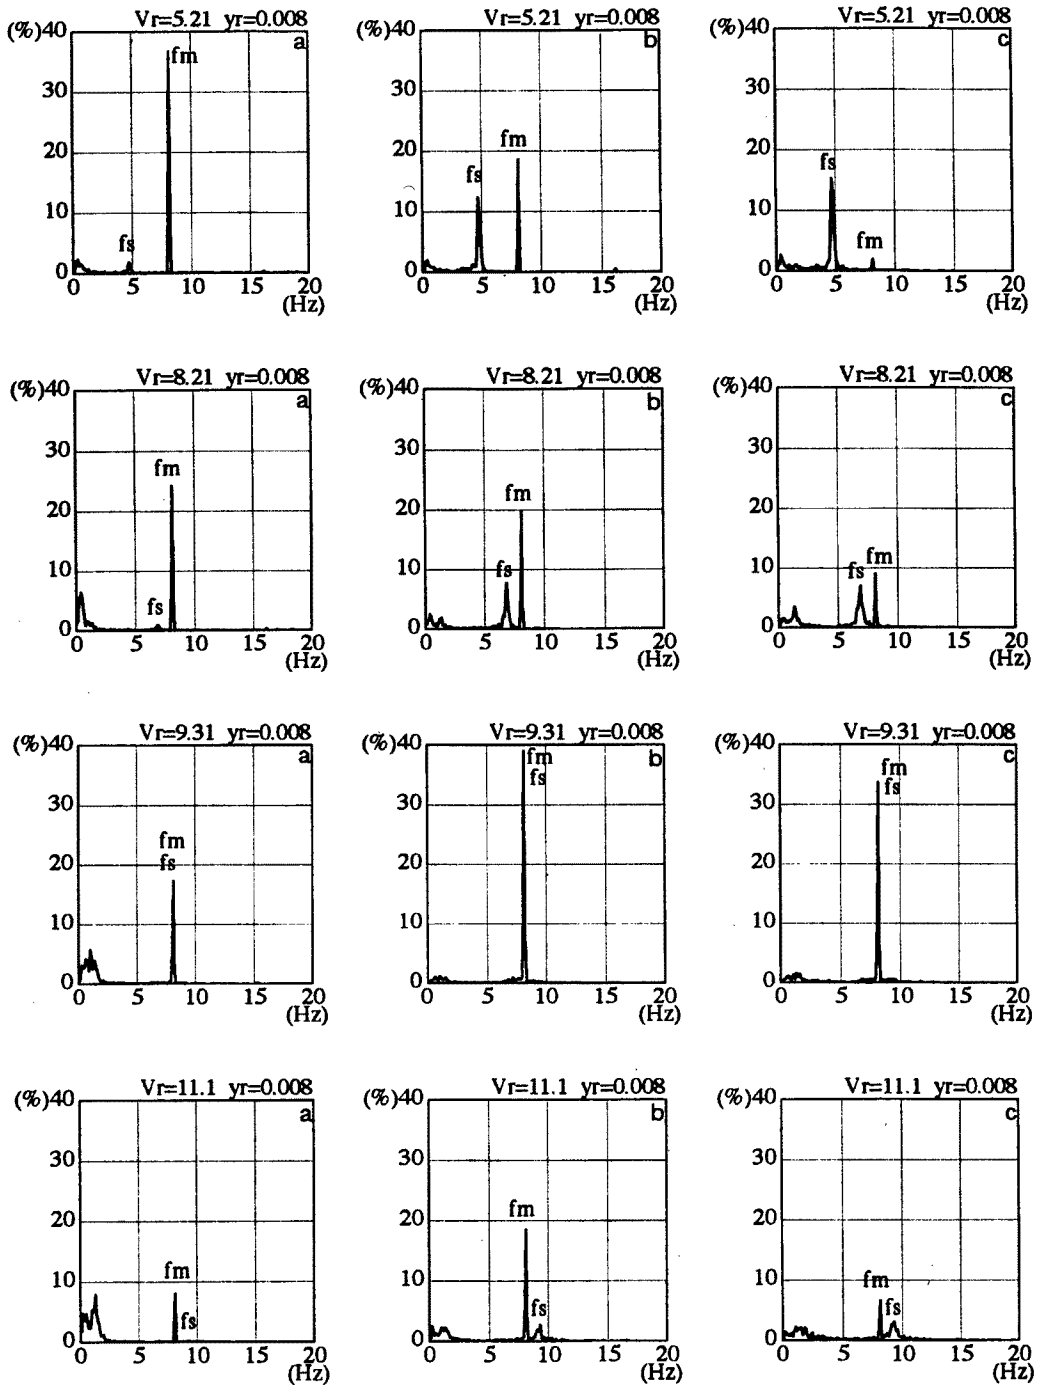 Vr=5.21 yr=0.008
(%)40
a
fm
30
20
10
fs
0
0 5 10 15 20
(Hz)
Vr=5.21 yr=0.008
(%)40
b
30
20
fm
fs
10
0
0 5 10 15 20
(Hz)
Vr=5.21 yr=0.008
(%)40
c
30
20
fs
10
fm
0
0 5 10 15 20
(Hz)
Vr=8.21 yr=0.008
(%)40
a
30
fm
20
10
fs
0
0 5 10 15 20
(Hz)
Vr=8.21 yr=0.008
(%)40
b
30
fm
20
10
fs
0
0 5 10 15 20
(Hz)
Vr=8.21 yr=0.008
(%)40
c
30
20
10
fs fm
0
0 5 10 15 20
(Hz)
Vr=9.31 yr=0.008
(%)40
a
30
fm
20
fs
10
0
0 5 10 15 20
(Hz)
Vr=9.31 yr=0.008
(%)40
b
fm
fs
30
20
10
0
0 5 10 15 20
(Hz)
Vr=9.31 yr=0.008
(%)40
c
fm
fs
30
20
10
0
0 5 10 15 20
(Hz)
Vr=11.1 yr=0.008
(%)40
a
30
20
fm
10
fs
0
0 5 10 15 20
(Hz)
Vr=11.1 yr=0.008
(%)40
b
30
fm
20
10
fs
0
0 5 10 15 20
(Hz)
Vr=11.1 yr=0.008
(%)40
c
30
20
10
fm fs
0
0 5 10 15 20
(Hz)